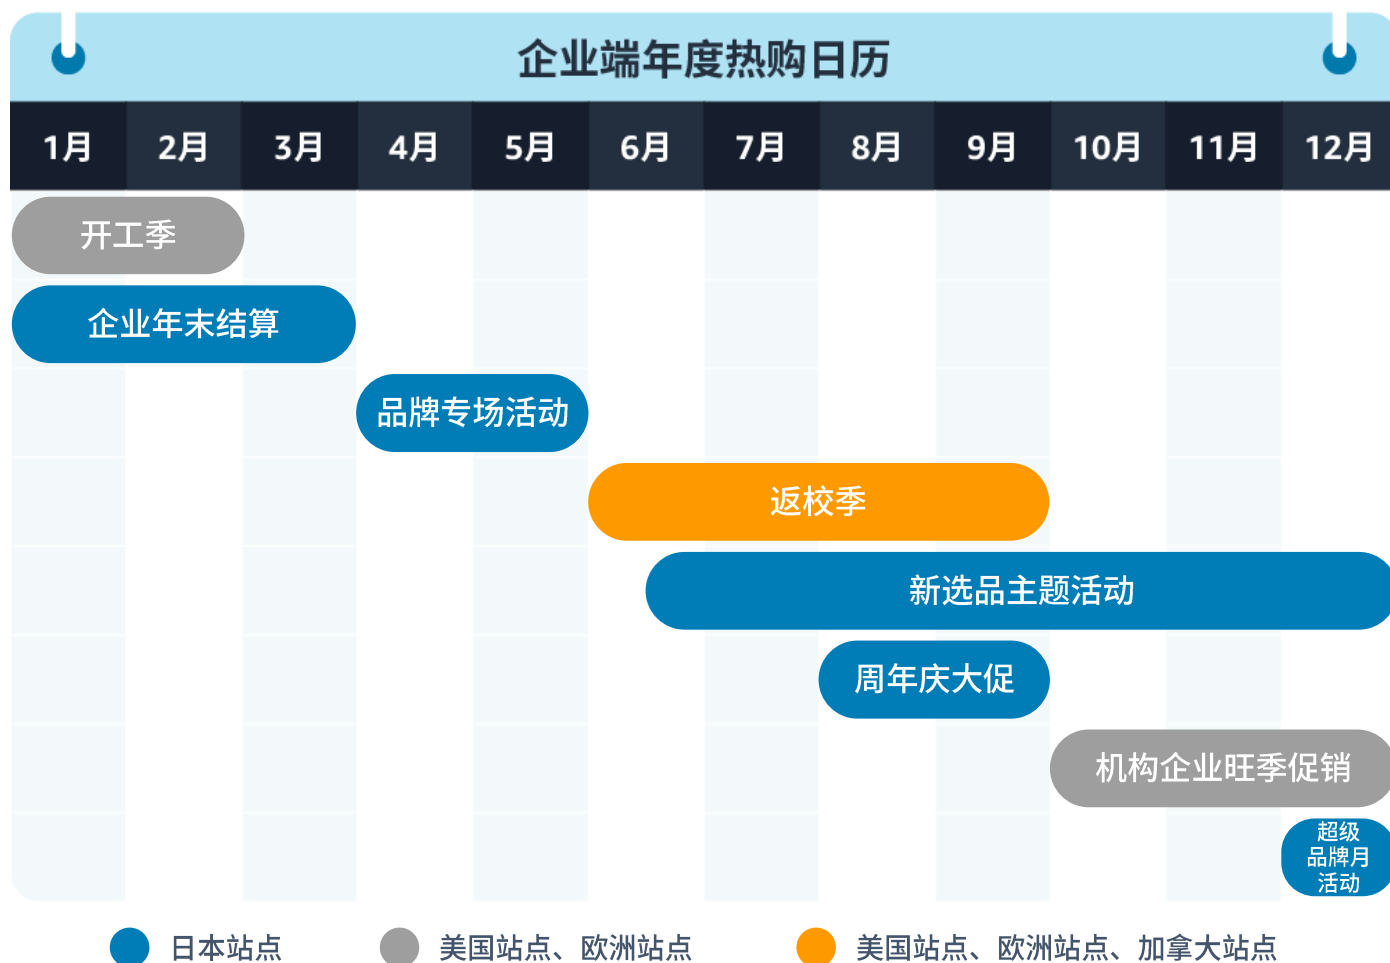 企业端年度热购日历
1月 2月 3月 4月 5月 6月 7月 8月 9月 10月 11月 12月
开工季
企业年末结算
品牌专场活动
返校季
新选品主题活动
周年庆大促
机构企业旺季促销
超级
品牌月
活动
日本站点 美国站点、欧洲站点 美国站点、欧洲站点、加拿大站点